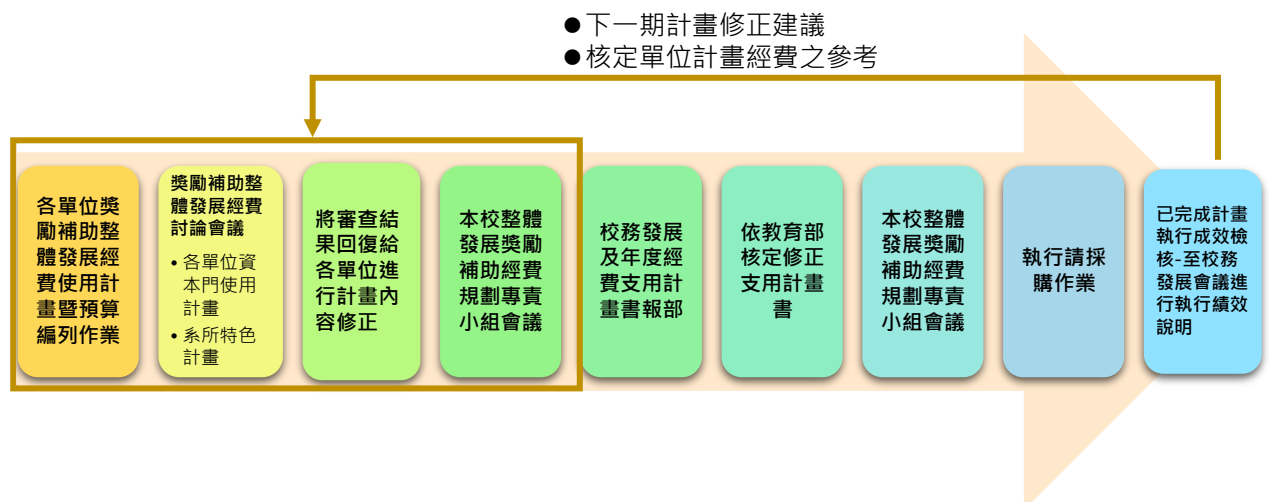 ●下一期計畫修正建議
●核定單位計畫經費之參考
各單位獎
勵補助整
體發展經
費使用計
畫暨預算
編列作業
獎勵補助整
體發展經費
討論會議
• 各單位資
本門使用
計畫
• 系所特色
計畫
將審查結
果回復給
各單位進
行計畫內
容修正
本校整體
發展獎勵
補助經費
規劃專責
小組會議
校務發展
及年度經
費支用計
畫書報部
依教育部
核定修正
支用計畫
書
本校整體
發展獎勵
補助經費
規劃專責
小組會議
執行請採
購作業
已完成計畫
執行成效檢
核-至校務
發展會議進
行執行績效
說明